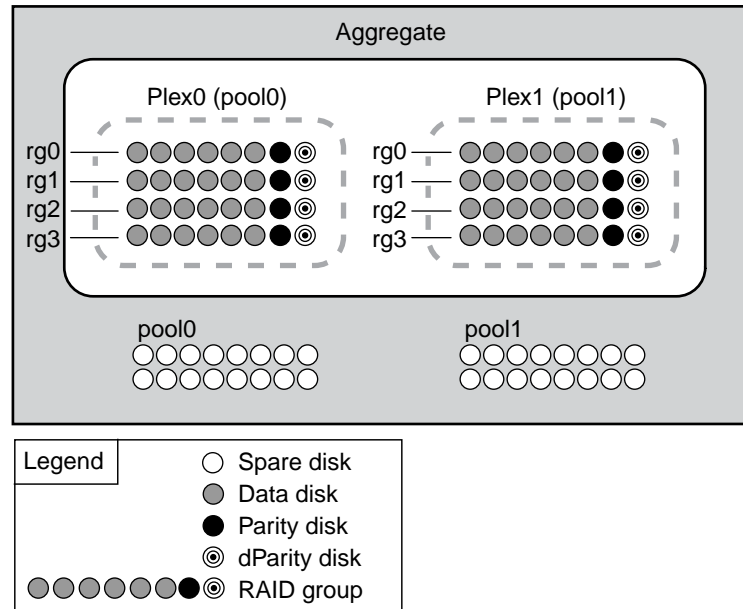 Aggregate
Plex0 (pool0)
Plex1 (pool1)
rg0
rg1
rg2
rg3
rg0
rg1
rg2
rg3
pool0
pool1
Legend
Spare disk
Data disk
Parity disk
dParity disk
RAID group